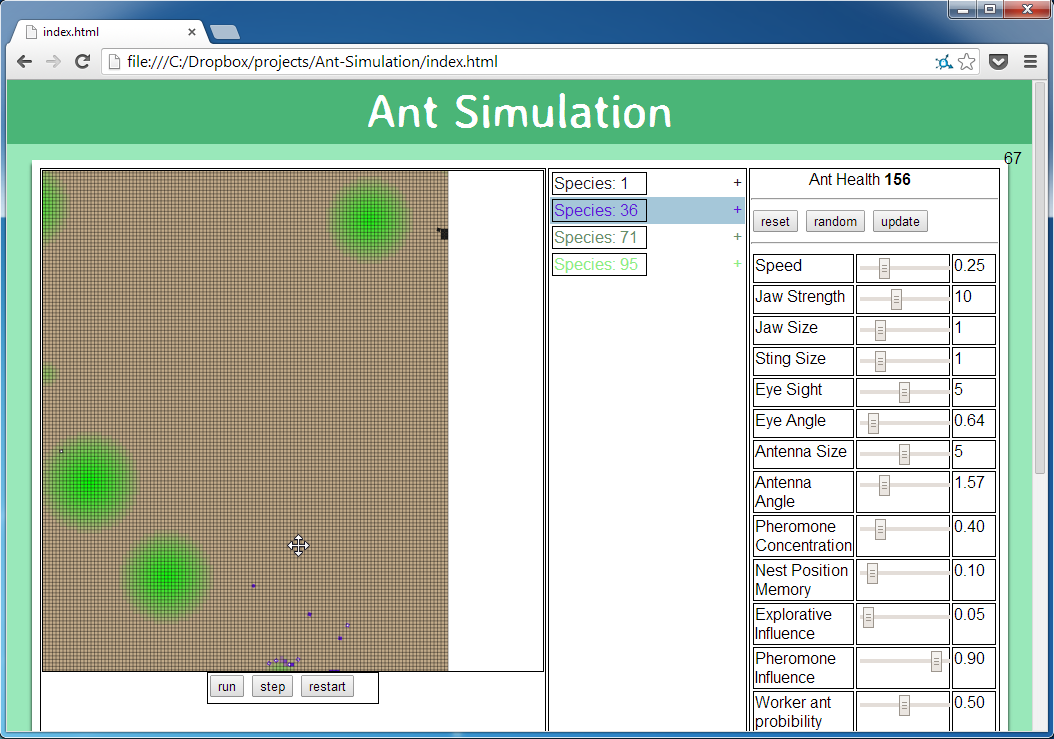 index.html
file:///C:/Dropbox/projects/Ant-Simulation/index.html
Ant Simulation
67
Species: 1 +
Species: 36 +
Species: 71 +
Species: 95 +
Ant Health 156
reset random update
Speed 0.25
Jaw Strength 10
Jaw Size 1
Sting Size 1
Eye Sight 5
Eye Angle 0.64
Antenna Size 5
Antenna 1.57
Angle
Pheromone 0.40
Concentration
Nest Position 0.10
Memory
Explorative 0.05
Influence
Pheromone 0.90
Influence
Worker ant 0.50
probibility
run step restart